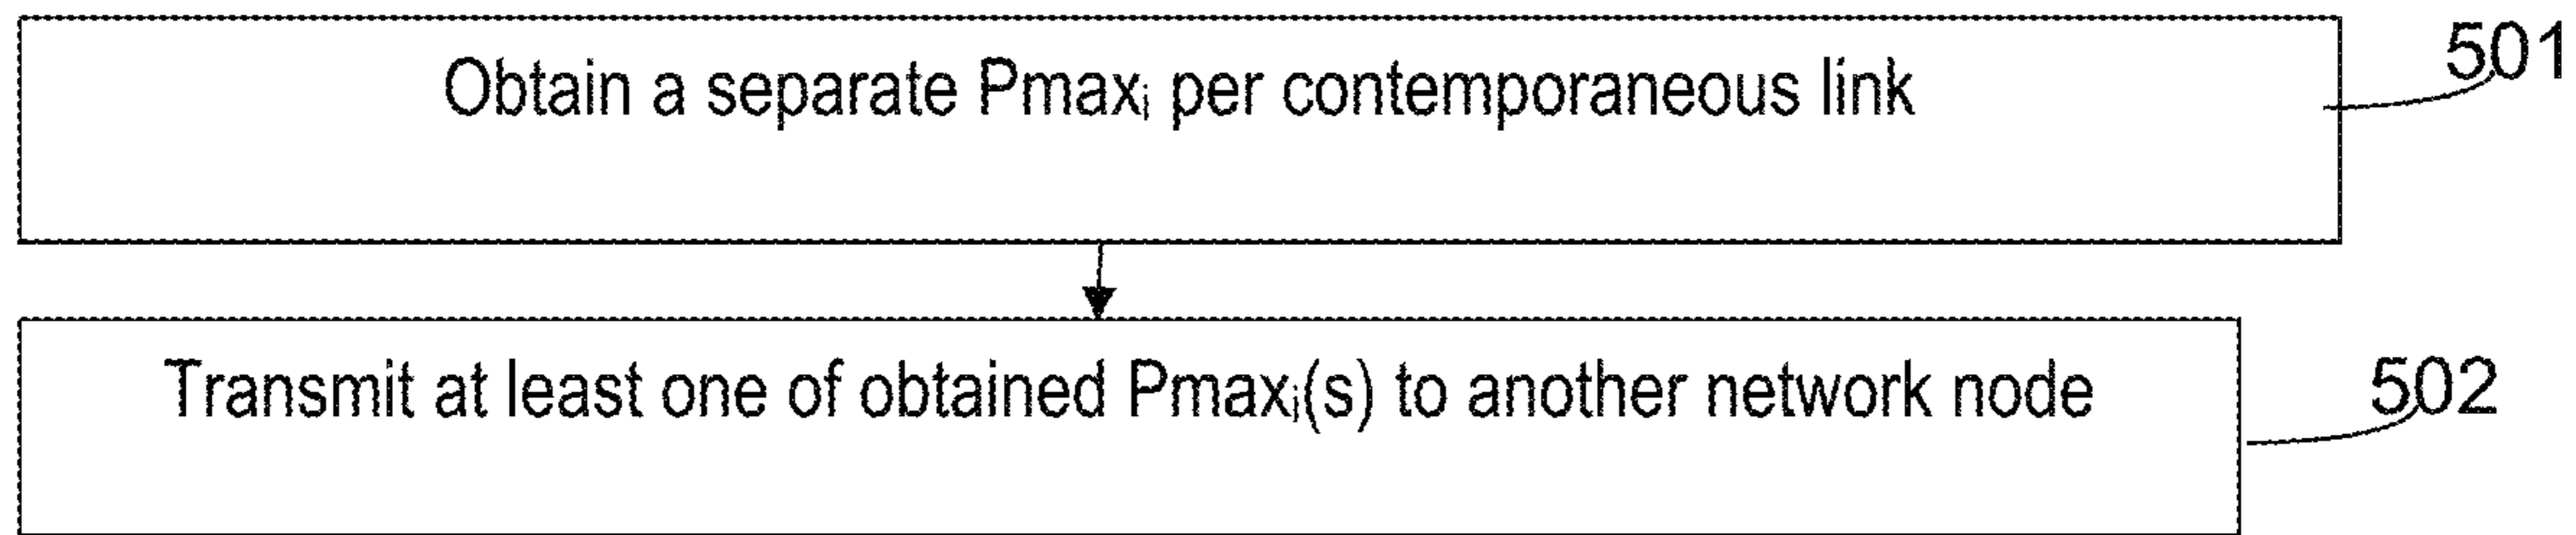 Obtain a separate Pmaxᵢ per contemporaneous link
501
Transmit at least one of obtained Pmaxᵢ(s) to another network node
502